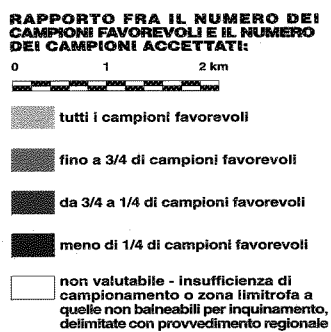 RAPPORTO FRA IL NUMERO DEI
CAMPIONI FAVOREVOLI E IL NUMERO
DEI CAMPIONI ACCETTATI:
0 1 2 km
tutti i campioni favorevoli
fino a 3/4 di campioni favorevoli
da 3/4 a 1/4 di campioni favorevoli
meno di 1/4 di campioni favorevoli
non valutabile - insufficienza di
campionamento o zona limitrofa a
quelle non balneabili per inquinamento,
delimitate con provvedimento regionale